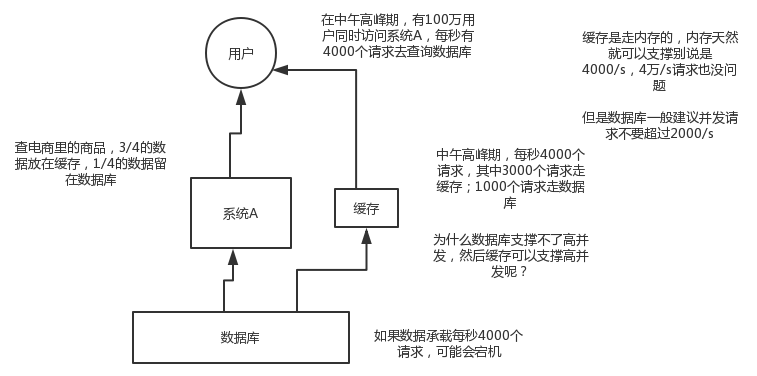 在中午高峰期，有100万用
户同时访问系统A，每秒有
4000个请求去查询数据库
用户
缓存是走内存的，内存天然
就可以支撑别说是
4000/s，4万/s请求也没问
题
但是数据库一般建议并发请
求不要超过2000/s
查电商里的商品，3/4的数
据放在缓存，1/4的数据留
在数据库
中午高峰期，每秒4000个
请求，其中3000个请求走
缓存；1000个请求走数据
库
系统A
缓存
为什么数据库支撑不了高并
发，然后缓存可以支撑高并
发呢？
数据库
如果数据承载每秒4000个
请求，可能会宕机